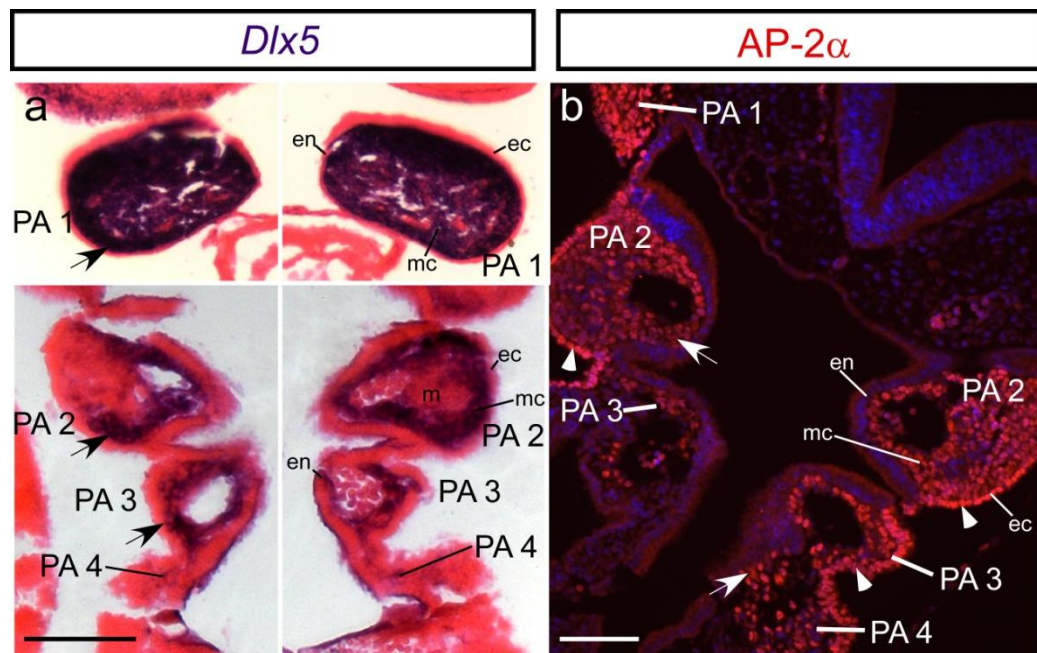 Dlx5
AP-2α
a
en
ec
PA 1
mc
PA 1
ec
m
mc
PA 2
PA 2
en
PA 3
PA 3
PA 4
PA 4
b
PA 1
PA 2
en
PA 3
PA 2
mc
ec
PA 3
PA 4